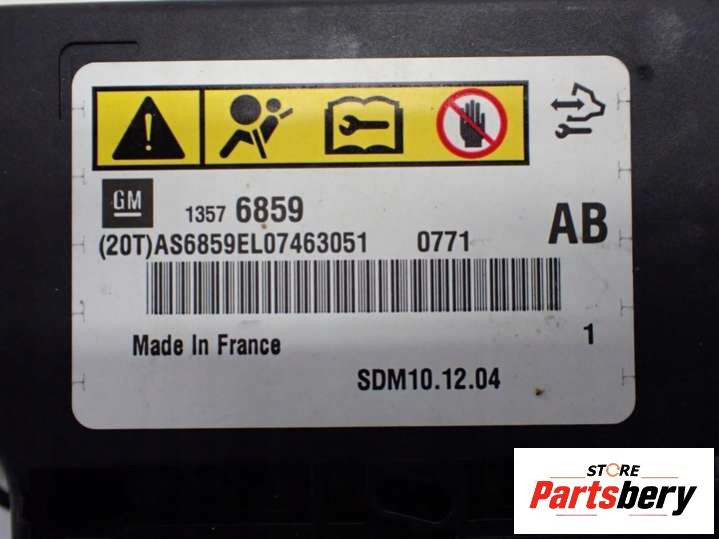 GM 1357 6859 AB
(20T)AS6859EL07463051 0771
Made In France 1
SDM10.12.04
STORE
Partsbery